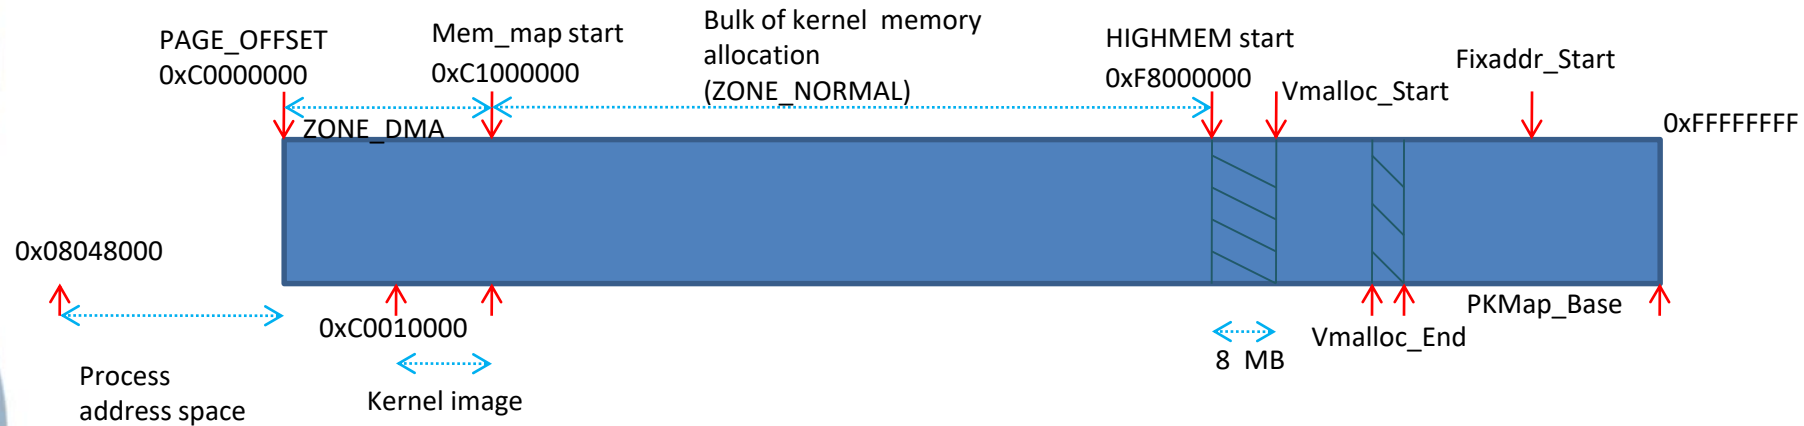 PAGE_OFFSET
0xC0000000
Mem_map start
0xC1000000
Bulk of kernel memory
allocation
(ZONE_NORMAL)
HIGHMEM start
0xF8000000
Vmalloc_Start
Fixaddr_Start
0xFFFFFFFF
ZONE_DMA
0x08048000
0xC0010000
Process
address space
Kernel image
8 MB
Vmalloc_End
PKMap_Base